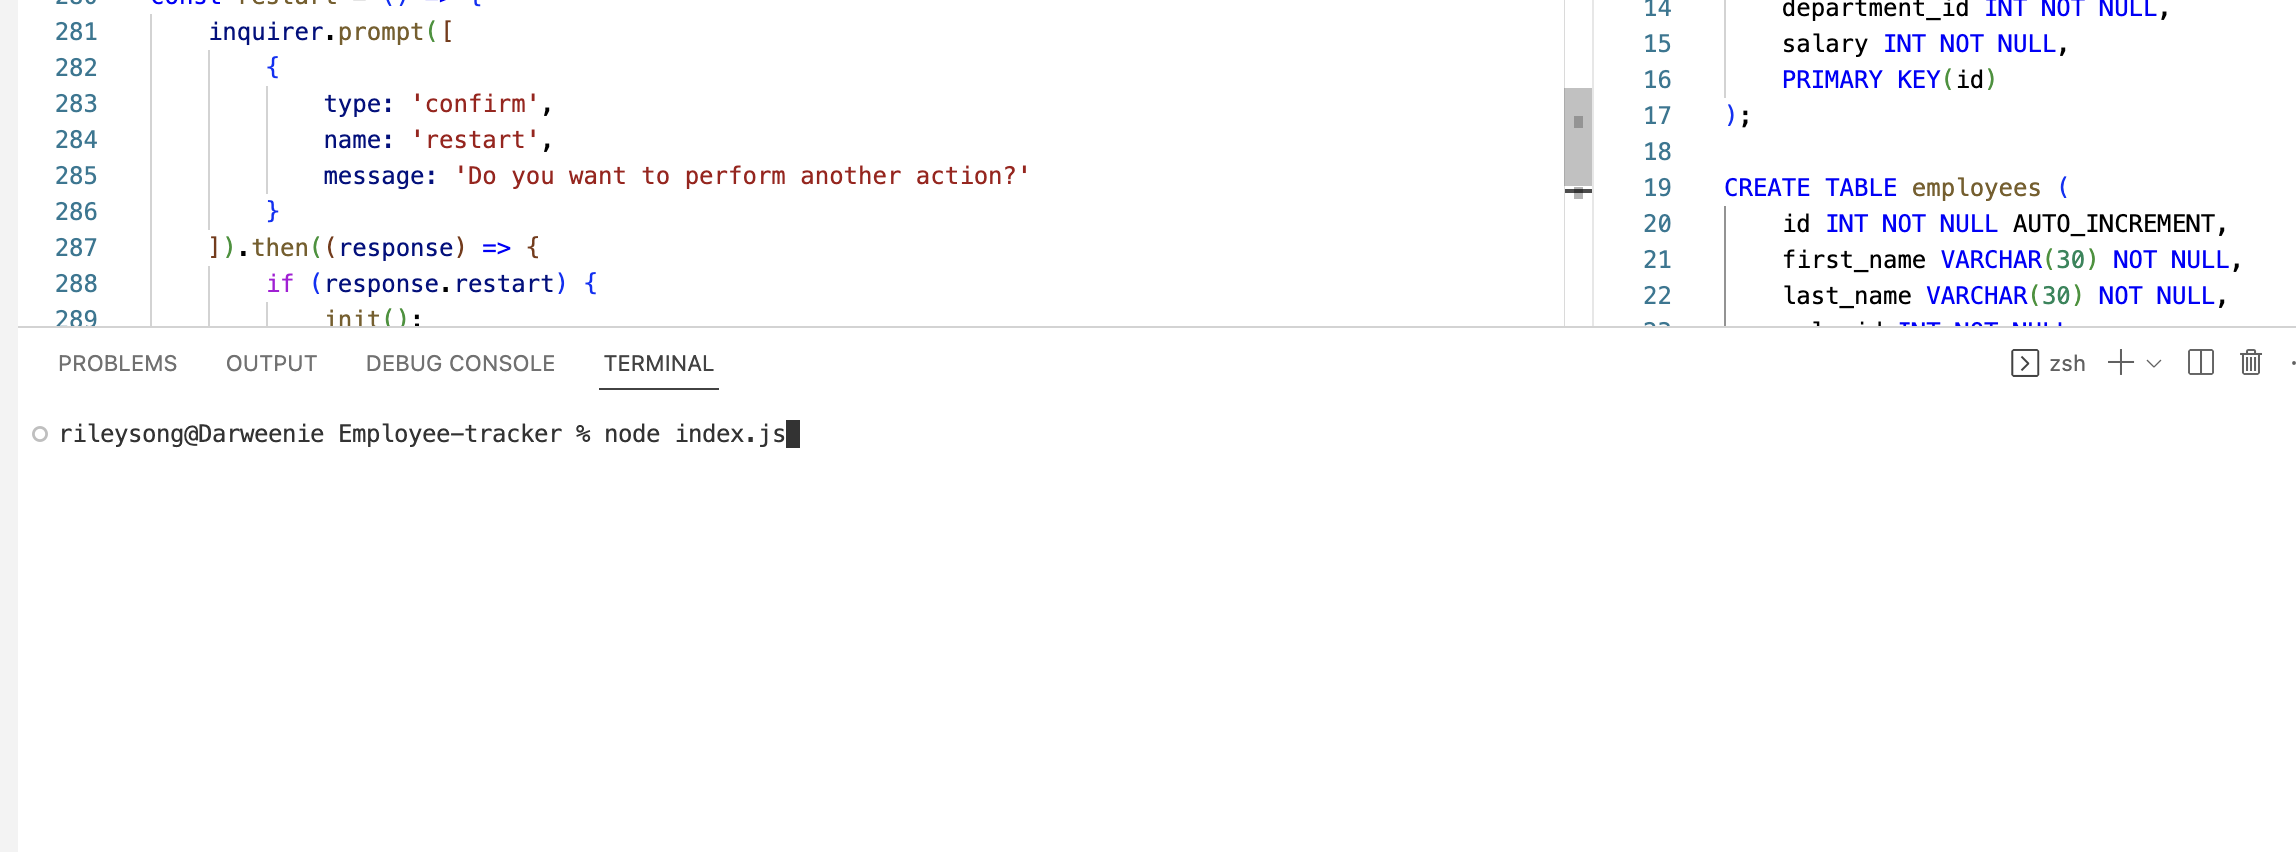 280 const restart = () => {
281 inquirer.prompt([
282 {
283 type: 'confirm',
284 name: 'restart',
285 message: 'Do you want to perform another action?'
286 }
287 ]).then((response) => {
288 if (response.restart) {
289 init();
14 department_id INT NOT NULL,
15 salary INT NOT NULL,
16 PRIMARY KEY(id)
17 );
18
19 CREATE TABLE employees (
20 id INT NOT NULL AUTO_INCREMENT,
21 first_name VARCHAR(30) NOT NULL,
22 last_name VARCHAR(30) NOT NULL,
PROBLEMS OUTPUT DEBUG CONSOLE TERMINAL zsh
rileysong@Darweenie Employee-tracker % node index.js